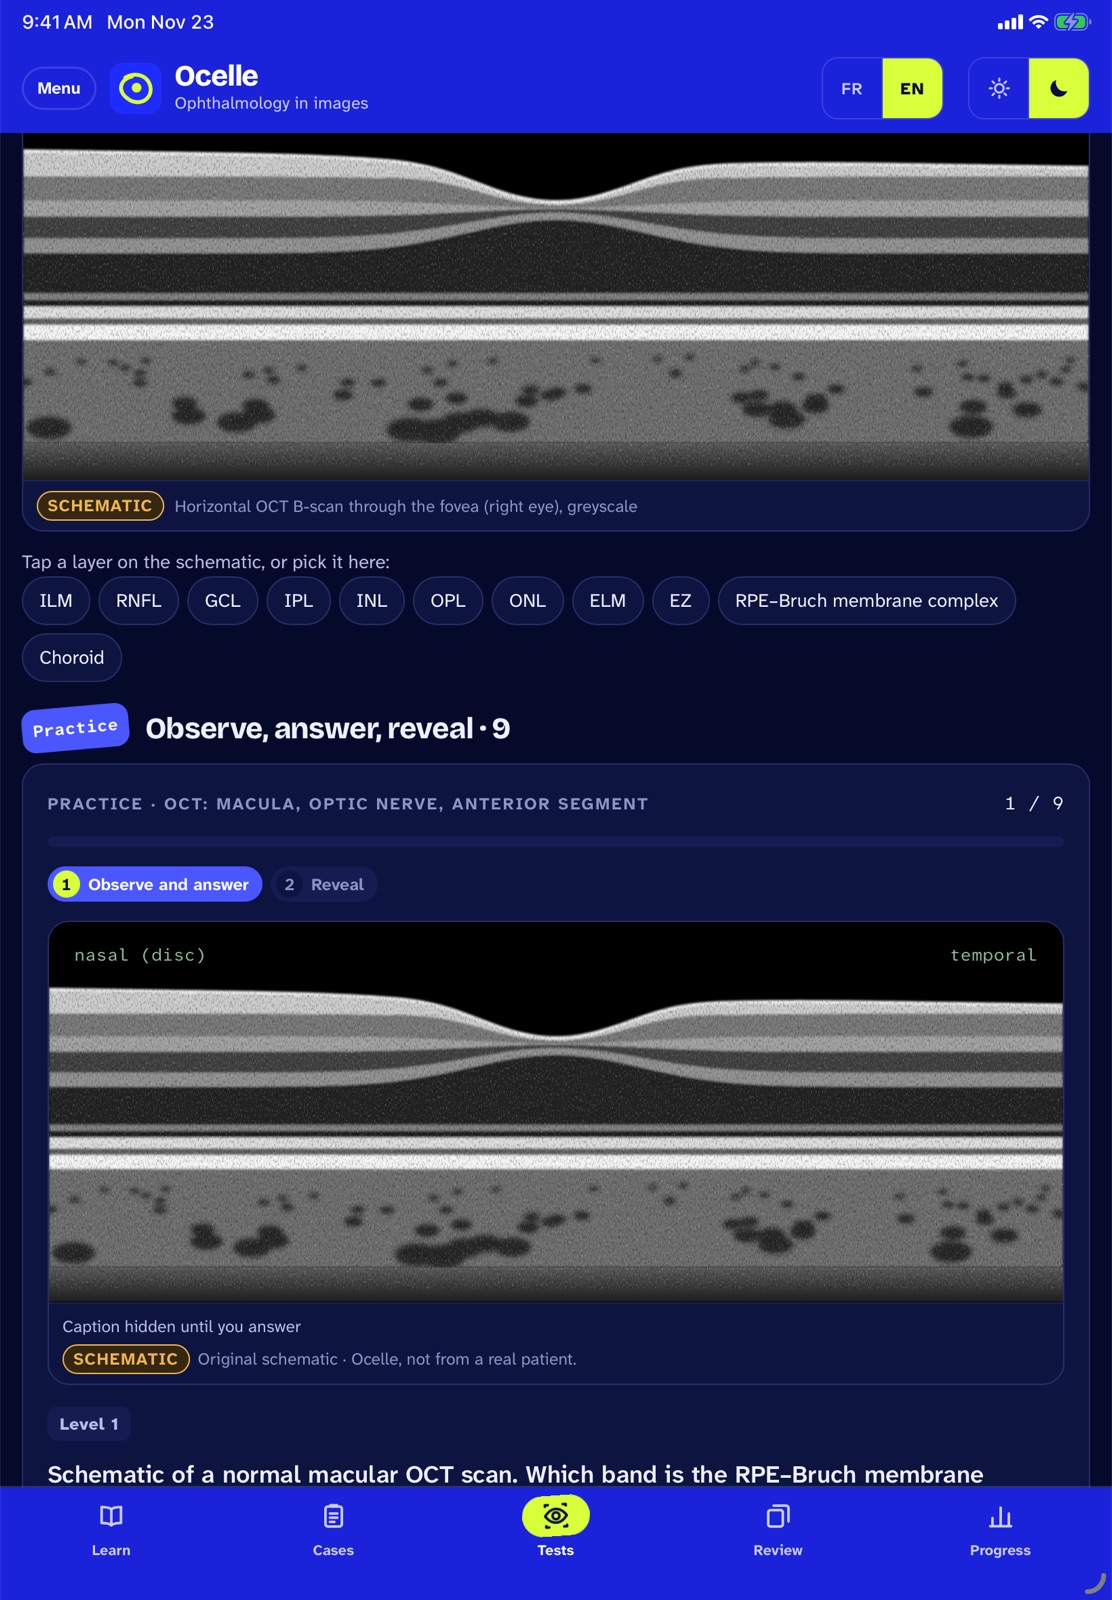 9:41 AM Mon Nov 23
Menu
Ocelle
Ophthalmology in images
FR EN
SCHEMATIC Horizontal OCT B-scan through the fovea (right eye), greyscale
Tap a layer on the schematic, or pick it here:
ILM RNFL GCL IPL INL OPL ONL ELM EZ RPE–Bruch membrane complex
Choroid
Practice Observe, answer, reveal · 9
PRACTICE · OCT: MACULA, OPTIC NERVE, ANTERIOR SEGMENT 1 / 9
1 Observe and answer 2 Reveal
nasal (disc) temporal
Caption hidden until you answer
SCHEMATIC Original schematic · Ocelle, not from a real patient.
Level 1
Schematic of a normal macular OCT scan. Which band is the RPE–Bruch membrane
Learn Cases Tests Review Progress